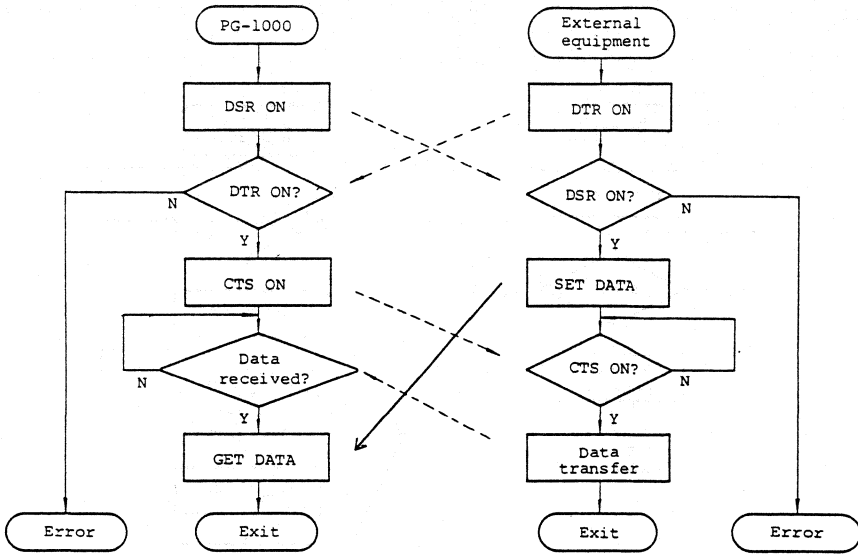 PG-1000
External
equipment
DSR ON
DTR ON
DTR ON?
N
Y
DSR ON?
N
Y
CTS ON
SET DATA
Data
received?
N
Y
CTS ON?
N
Y
GET DATA
Data
transfer
Error
Exit
Exit
Error